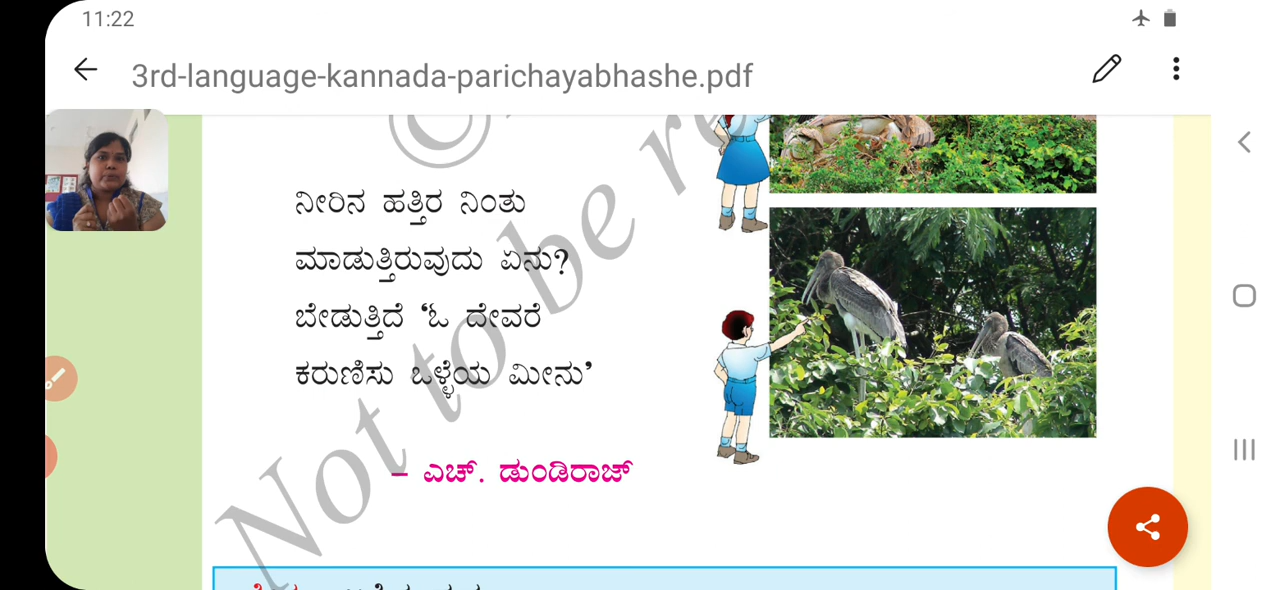 11:22
3rd-language-kannada-parichayabhashe.pdf
ನೀರಿನ ಹತ್ತಿರ ನಿಂತು
ಮಾಡುತ್ತಿರುವುದು ಏನು?
ಬೇಡುತ್ತಿದೆ ‘ಓ ದೇವರೆ
ಕರುಣಿಸು ಒಳ್ಳೆಯ ಮೀನು’
– ಎಚ್. ಡುಂಡಿರಾಜ್
© Not to be re